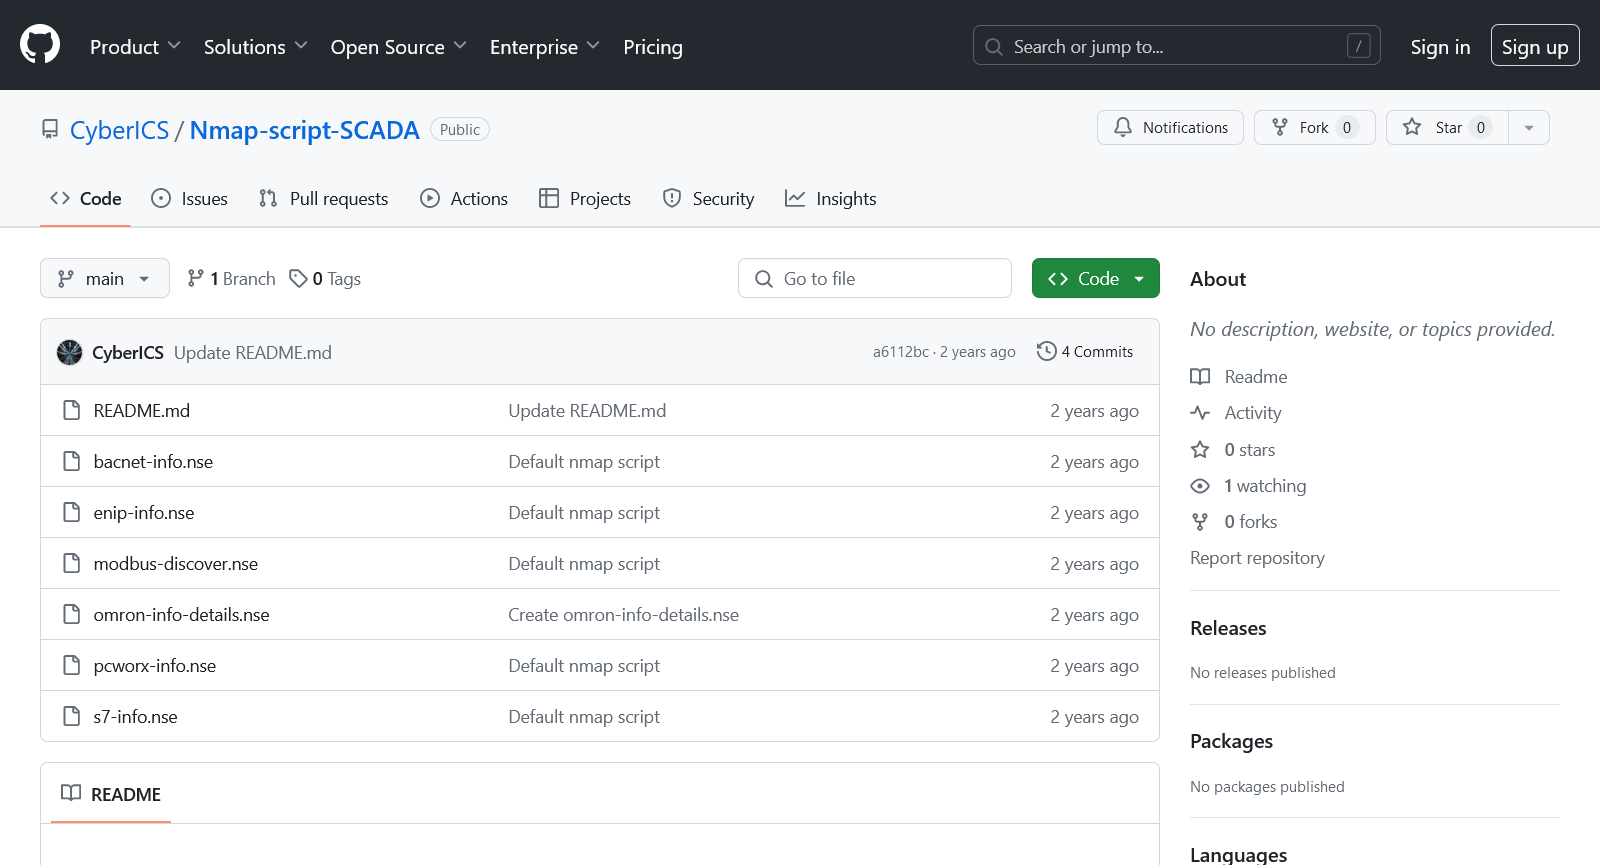 Product Solutions Open Source Enterprise Pricing Search or jump to... / Sign in Sign up
CyberICS / Nmap-script-SCADA Public Notifications Fork 0 Star 0
Code Issues Pull requests Actions Projects Security Insights
main 1 Branch 0 Tags Go to file Code
CyberICS Update README.md a6112bc · 2 years ago 4 Commits
README.md Update README.md 2 years ago
bacnet-info.nse Default nmap script 2 years ago
enip-info.nse Default nmap script 2 years ago
modbus-discover.nse Default nmap script 2 years ago
omron-info-details.nse Create omron-info-details.nse 2 years ago
pcworx-info.nse Default nmap script 2 years ago
s7-info.nse Default nmap script 2 years ago
README
About
No description, website, or topics provided.
Readme
Activity
0 stars
1 watching
0 forks
Report repository
Releases
No releases published
Packages
No packages published
Languages